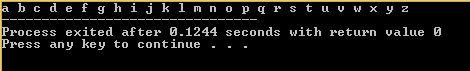 a b c d e f g h i j k l m n o p q r s t u v w x y z
--------------------------------
Process exited after 0.1244 seconds with return value 0
Press any key to continue . . .